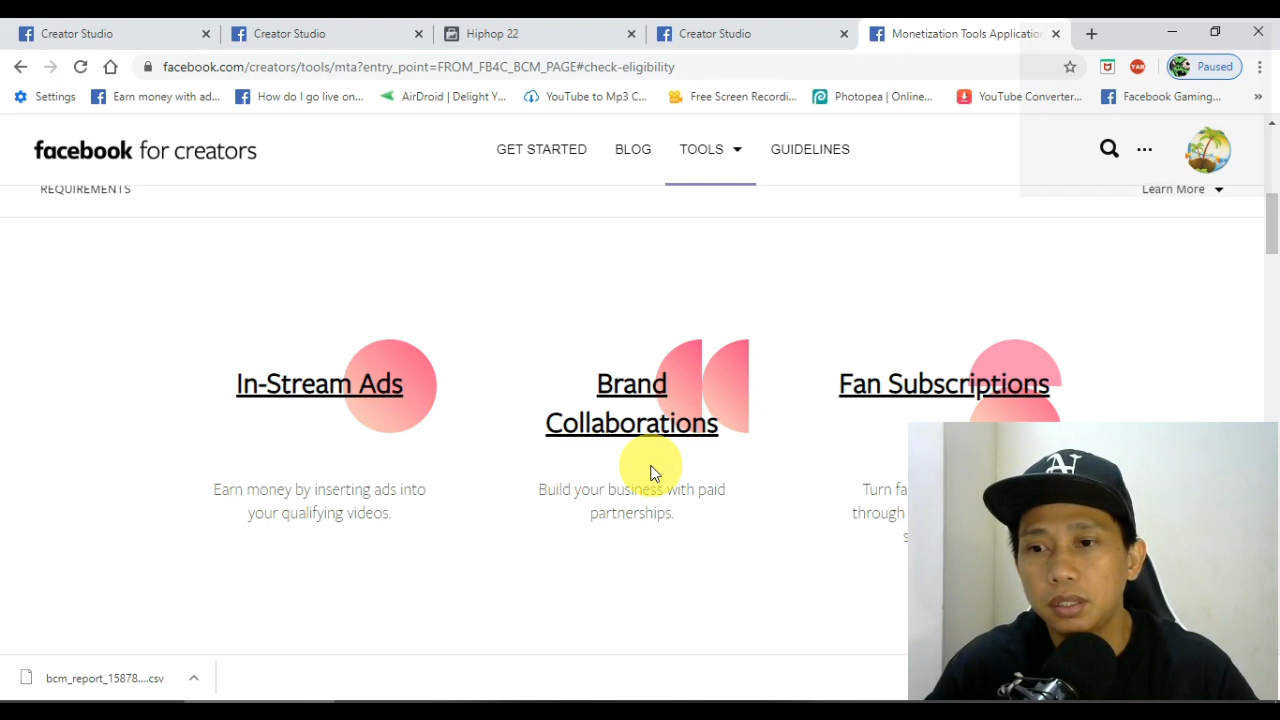 Creator Studio
Creator Studio
Hiphop 22
Creator Studio
Monetization Tools Application
Paused
facebook.com/creators/tools/mta?entry_point=FROM_FB4C_BCM_PAGE#check-eligibility
YAB
Settings
Earn money with ad...
How do I go live on...
AirDroid | Delight Y...
YouTube to Mp3 C...
Free Screen Recordi...
Photopea | Online...
YouTube Converter...
Facebook Gaming...
»
facebook for creators
GET STARTED
BLOG
TOOLS
GUIDELINES
REQUIREMENTS
Learn More
In-Stream Ads
Brand
Collaborations
Fan Subscriptions
Earn money by inserting ads into
your qualifying videos.
Build your business with paid
partnerships.
Turn fa
through
s
bcm_report_15878....csv